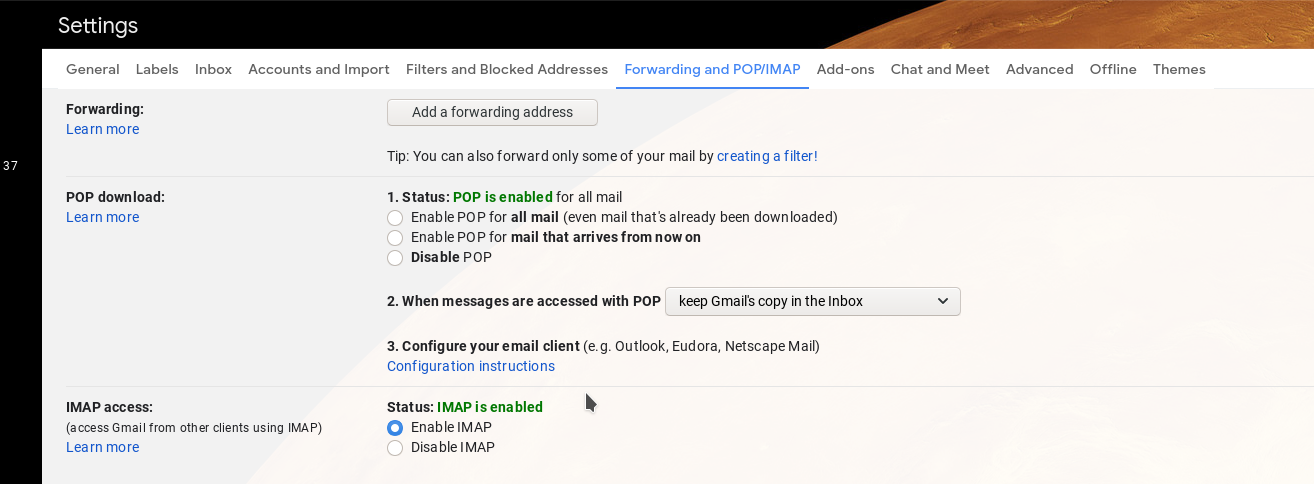 Settings
General Labels Inbox Accounts and Import Filters and Blocked Addresses Forwarding and POP/IMAP Add-ons Chat and Meet Advanced Offline Themes
Forwarding:
Learn more
Add a forwarding address
Tip: You can also forward only some of your mail by creating a filter!
37
POP download:
Learn more
1. Status: POP is enabled for all mail
Enable POP for all mail (even mail that's already been downloaded)
Enable POP for mail that arrives from now on
Disable POP
2. When messages are accessed with POP keep Gmail's copy in the Inbox
3. Configure your email client (e.g. Outlook, Eudora, Netscape Mail)
Configuration instructions
IMAP access:
(access Gmail from other clients using IMAP)
Learn more
Status: IMAP is enabled
Enable IMAP
Disable IMAP